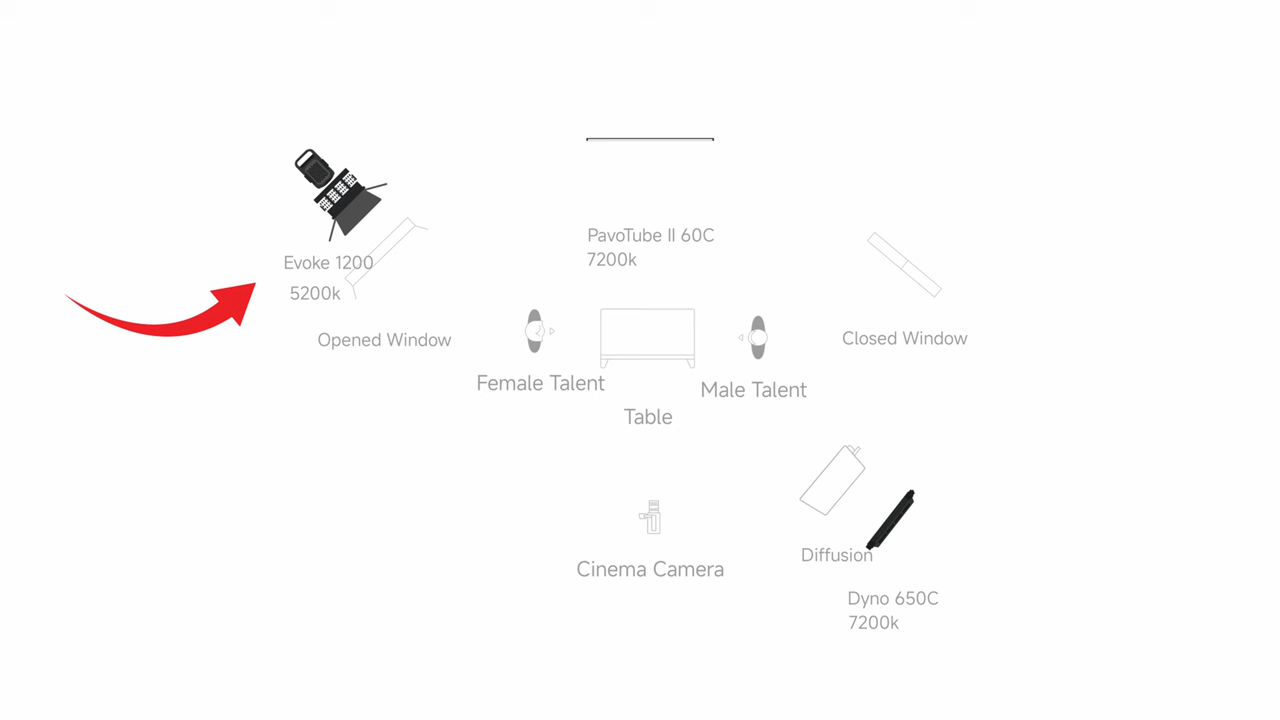 PavoTube II 60C
7200k
Evoke 1200
5200k
Opened Window
Closed Window
Female Talent
Male Talent
Table
Cinema Camera
Diffusion
Dyno 650C
7200k